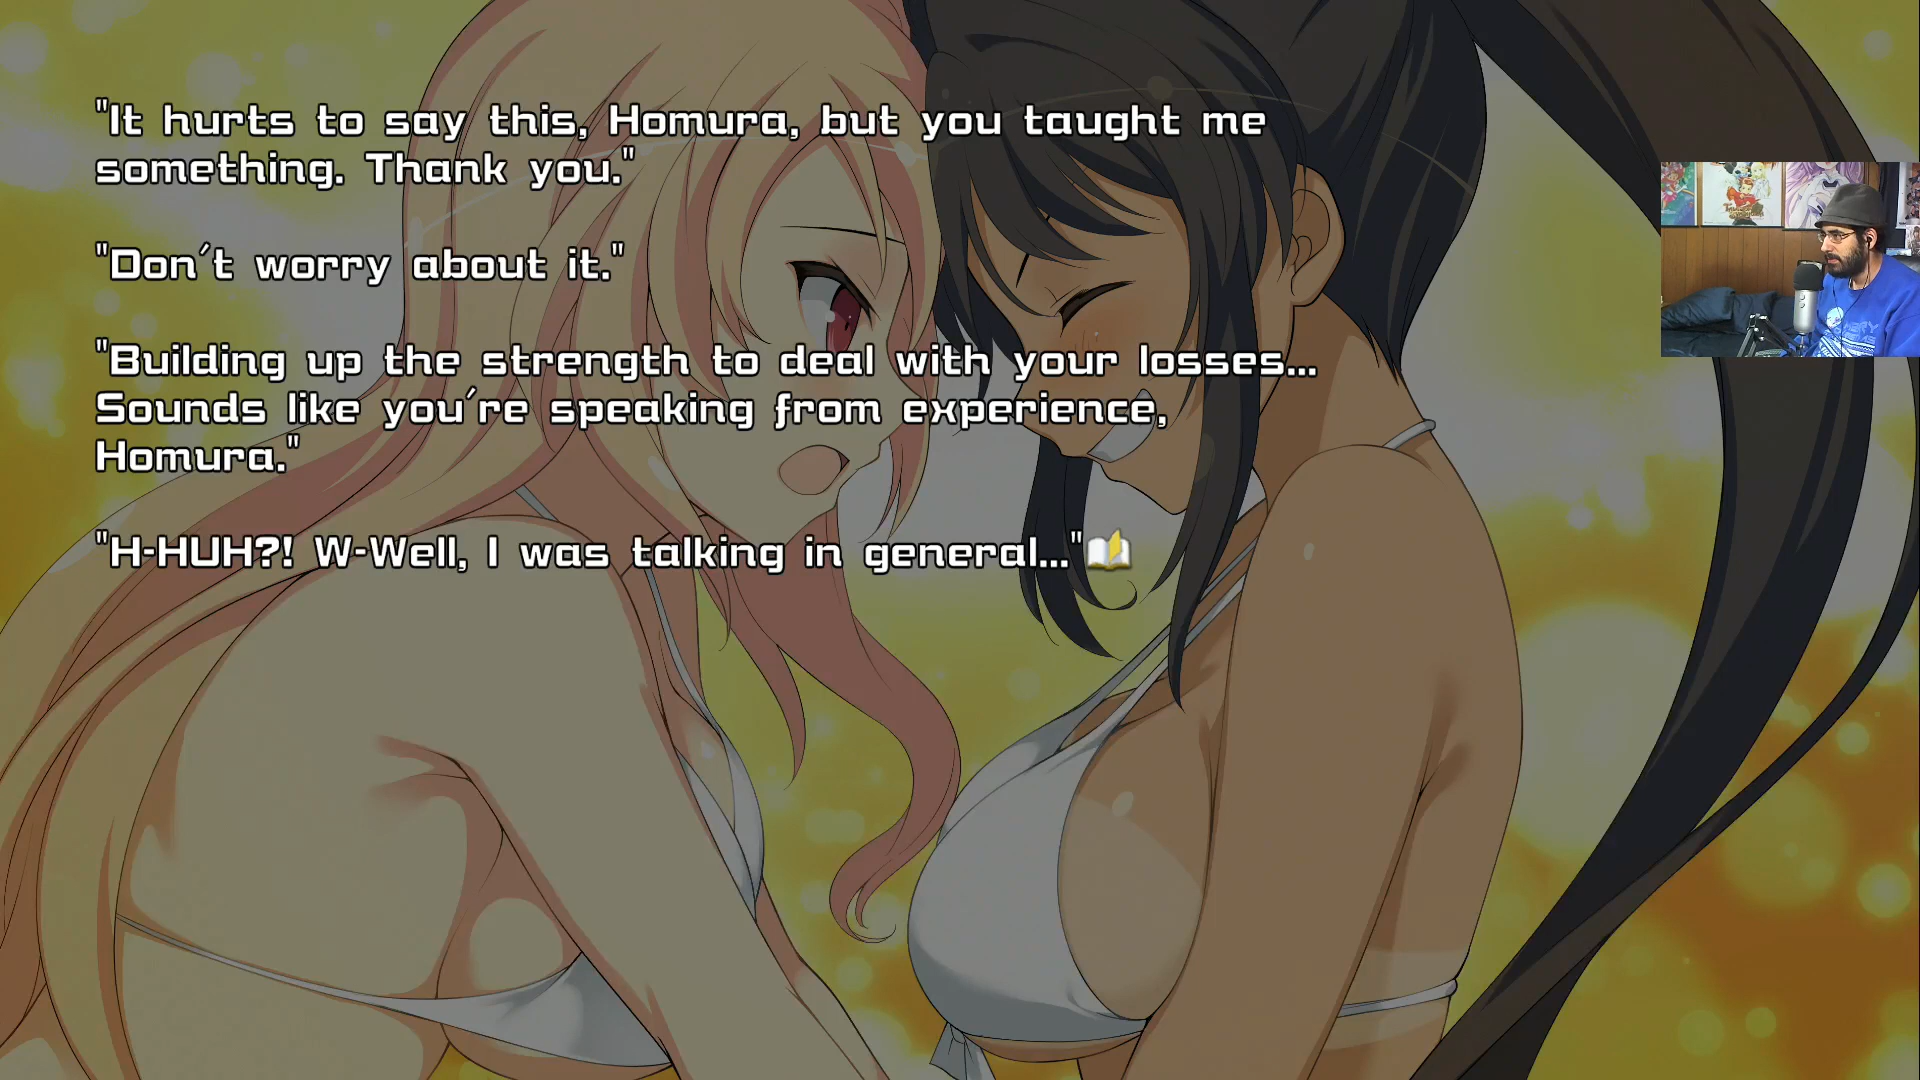 "It hurts to say this, Homura, but you taught me
something. Thank you."
"Don't worry about it."
"Building up the strength to deal with your losses...
Sounds like you're speaking from experience,
Homura."
"H-HUH?! W-Well, I was talking in general..."